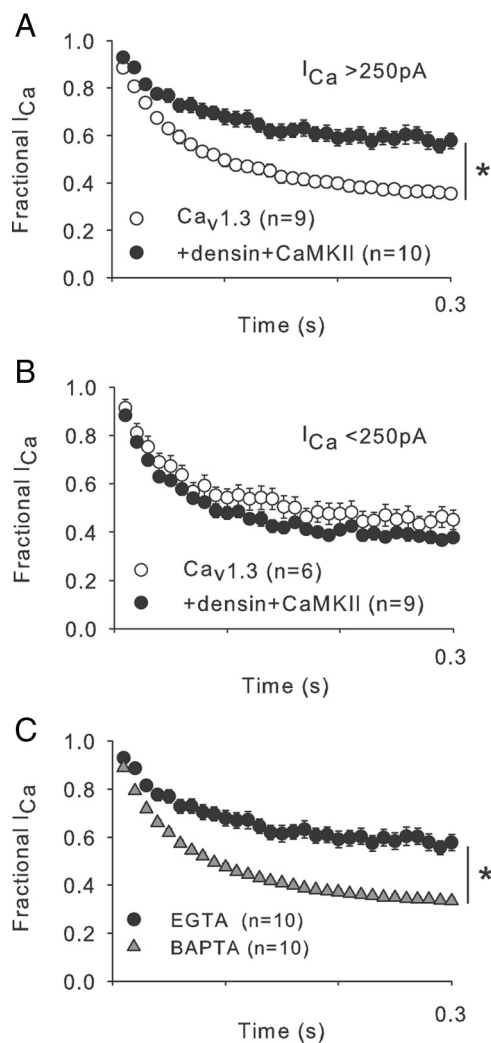 A
1.0
0.8
0.6
0.4
0.2
0.0
Fractional ICa
ICa >250pA
*
Cav1.3 (n=9)
+densin+CaMKII (n=10)
0.3
Time (s)
B
1.0
0.8
0.6
0.4
0.2
0.0
Fractional ICa
ICa <250pA
Cav1.3 (n=6)
+densin+CaMKII (n=9)
0.3
Time (s)
C
1.0
0.8
0.6
0.4
0.2
0.0
Fractional ICa
*
EGTA (n=10)
BAPTA (n=10)
0.3
Time (s)